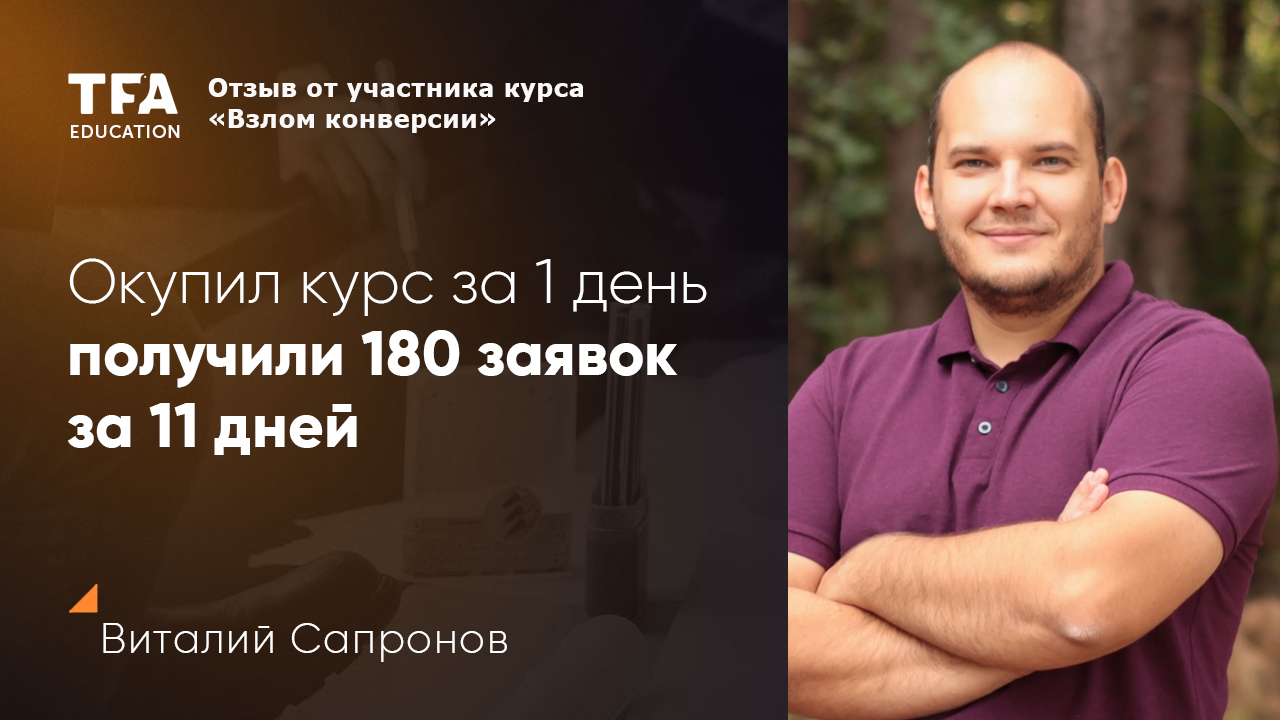 TFA
EDUCATION
Отзыв от участника курса
«Взлом конверсии»
Окупил курс за 1 день
получили 180 заявок
за 11 дней
Виталий Сапронов